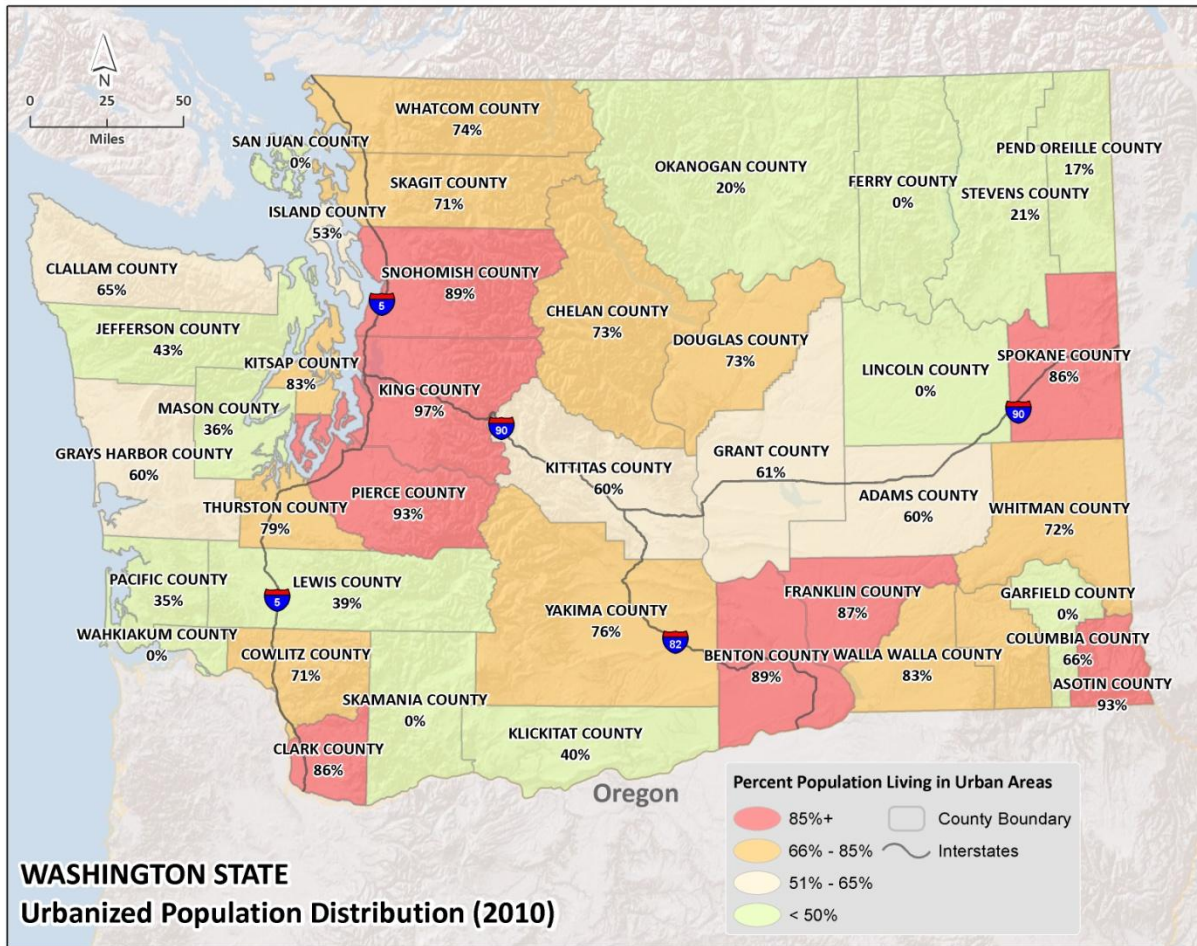 N
0 25 50
Miles
WHATCOM COUNTY
74%
SAN JUAN COUNTY
0%
SKAGIT COUNTY
71%
ISLAND COUNTY
53%
OKANOGAN COUNTY
20%
FERRY COUNTY
0%
PEND OREILLE COUNTY
17%
STEVENS COUNTY
21%
CLALLAM COUNTY
65%
SNOHOMISH COUNTY
89%
5
CHELAN COUNTY
73%
DOUGLAS COUNTY
73%
JEFFERSON COUNTY
43%
KITSAP COUNTY
83%
KING COUNTY
97%
90
LINCOLN COUNTY
0%
SPOKANE COUNTY
86%
90
MASON COUNTY
36%
GRAYS HARBOR COUNTY
60%
KITTITAS COUNTY
60%
GRANT COUNTY
61%
ADAMS COUNTY
60%
THURSTON COUNTY
79%
PIERCE COUNTY
93%
WHITMAN COUNTY
72%
PACIFIC COUNTY
35%
LEWIS COUNTY
39%
5
YAKIMA COUNTY
76%
82
FRANKLIN COUNTY
87%
GARFIELD COUNTY
0%
WAHKIAKUM COUNTY
0%
COWLITZ COUNTY
71%
BENTON COUNTY
89%
WALLA WALLA COUNTY
83%
COLUMBIA COUNTY
66%
ASOTIN COUNTY
93%
SKAMANIA COUNTY
0%
KLICKITAT COUNTY
40%
CLARK COUNTY
86%
Oregon
Percent Population Living in Urban Areas
85%+
County Boundary
66% - 85%
Interstates
51% - 65%
< 50%
WASHINGTON STATE
Urbanized Population Distribution (2010)